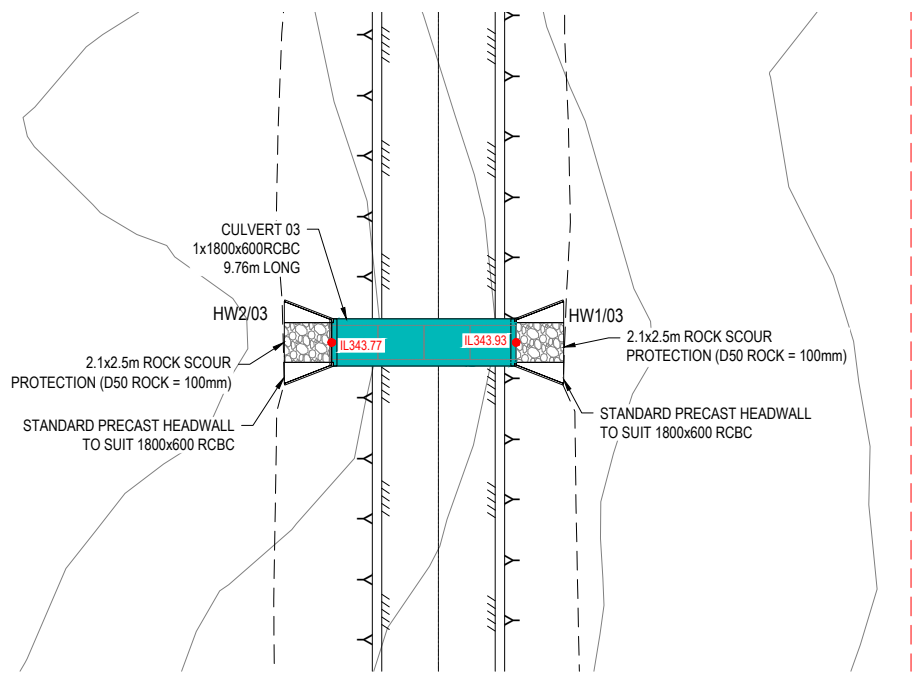 CULVERT 03
1x1800x600RCBC
9.76m LONG
HW2/03
HW1/03
IL343.77
IL343.93
2.1x2.5m ROCK SCOUR
PROTECTION (D50 ROCK = 100mm)
2.1x2.5m ROCK SCOUR
PROTECTION (D50 ROCK = 100mm)
STANDARD PRECAST HEADWALL
TO SUIT 1800x600 RCBC
STANDARD PRECAST HEADWALL
TO SUIT 1800x600 RCBC